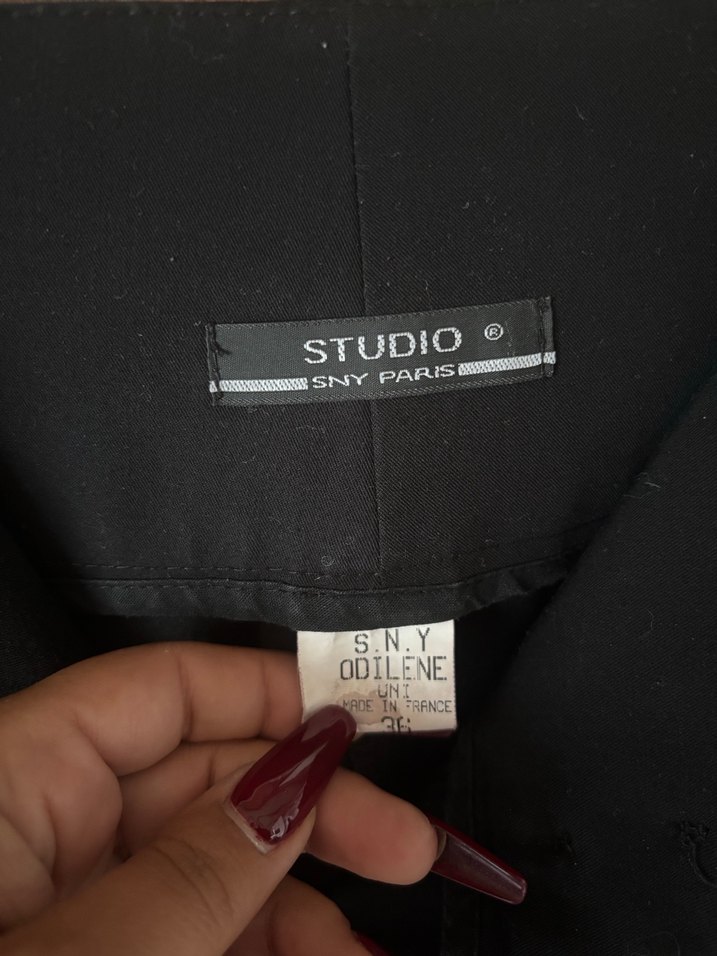 STUDIO ®
SNY PARIS
S.N.Y
ODILENE
UNI
MADE IN FRANCE
36